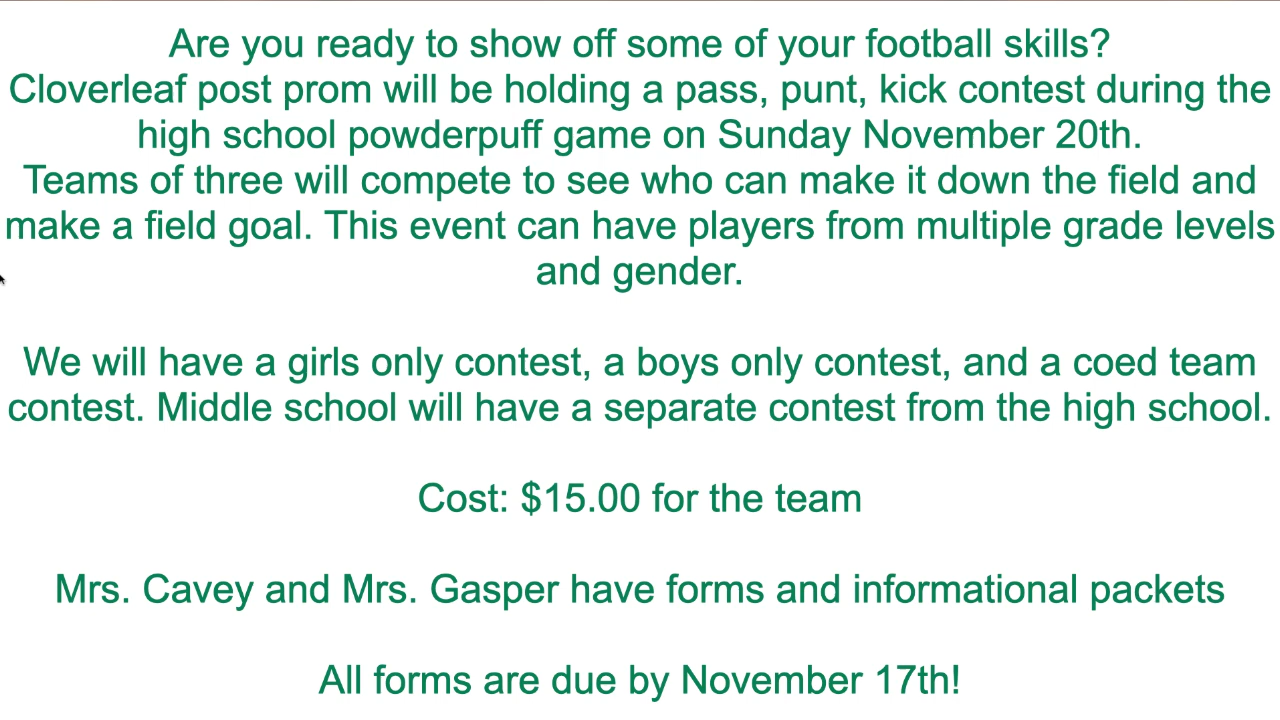 Are you ready to show off some of your football skills?
Cloverleaf post prom will be holding a pass, punt, kick contest during the
high school powderpuff game on Sunday November 20th.
Teams of three will compete to see who can make it down the field and
make a field goal. This event can have players from multiple grade levels
and gender.
We will have a girls only contest, a boys only contest, and a coed team
contest. Middle school will have a separate contest from the high school.
Cost: $15.00 for the team
Mrs. Cavey and Mrs. Gasper have forms and informational packets
All forms are due by November 17th!